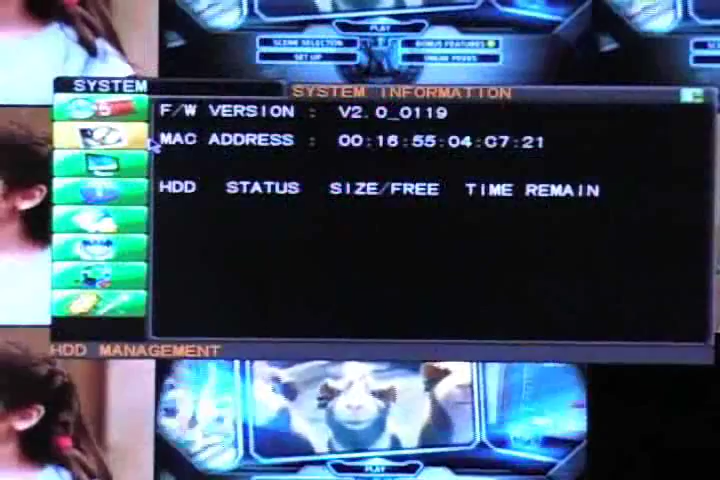 PLAY
SCENE SELECTION
BONUS FEATURES
SET UP
SYSTEM
SYSTEM INFORMATION
F/W VERSION : V2.0_0119
MAC ADDRESS : 00:16:55:04:C7:21
HDD STATUS SIZE/FREE TIME REMAIN
HDD MANAGEMENT
PLAY